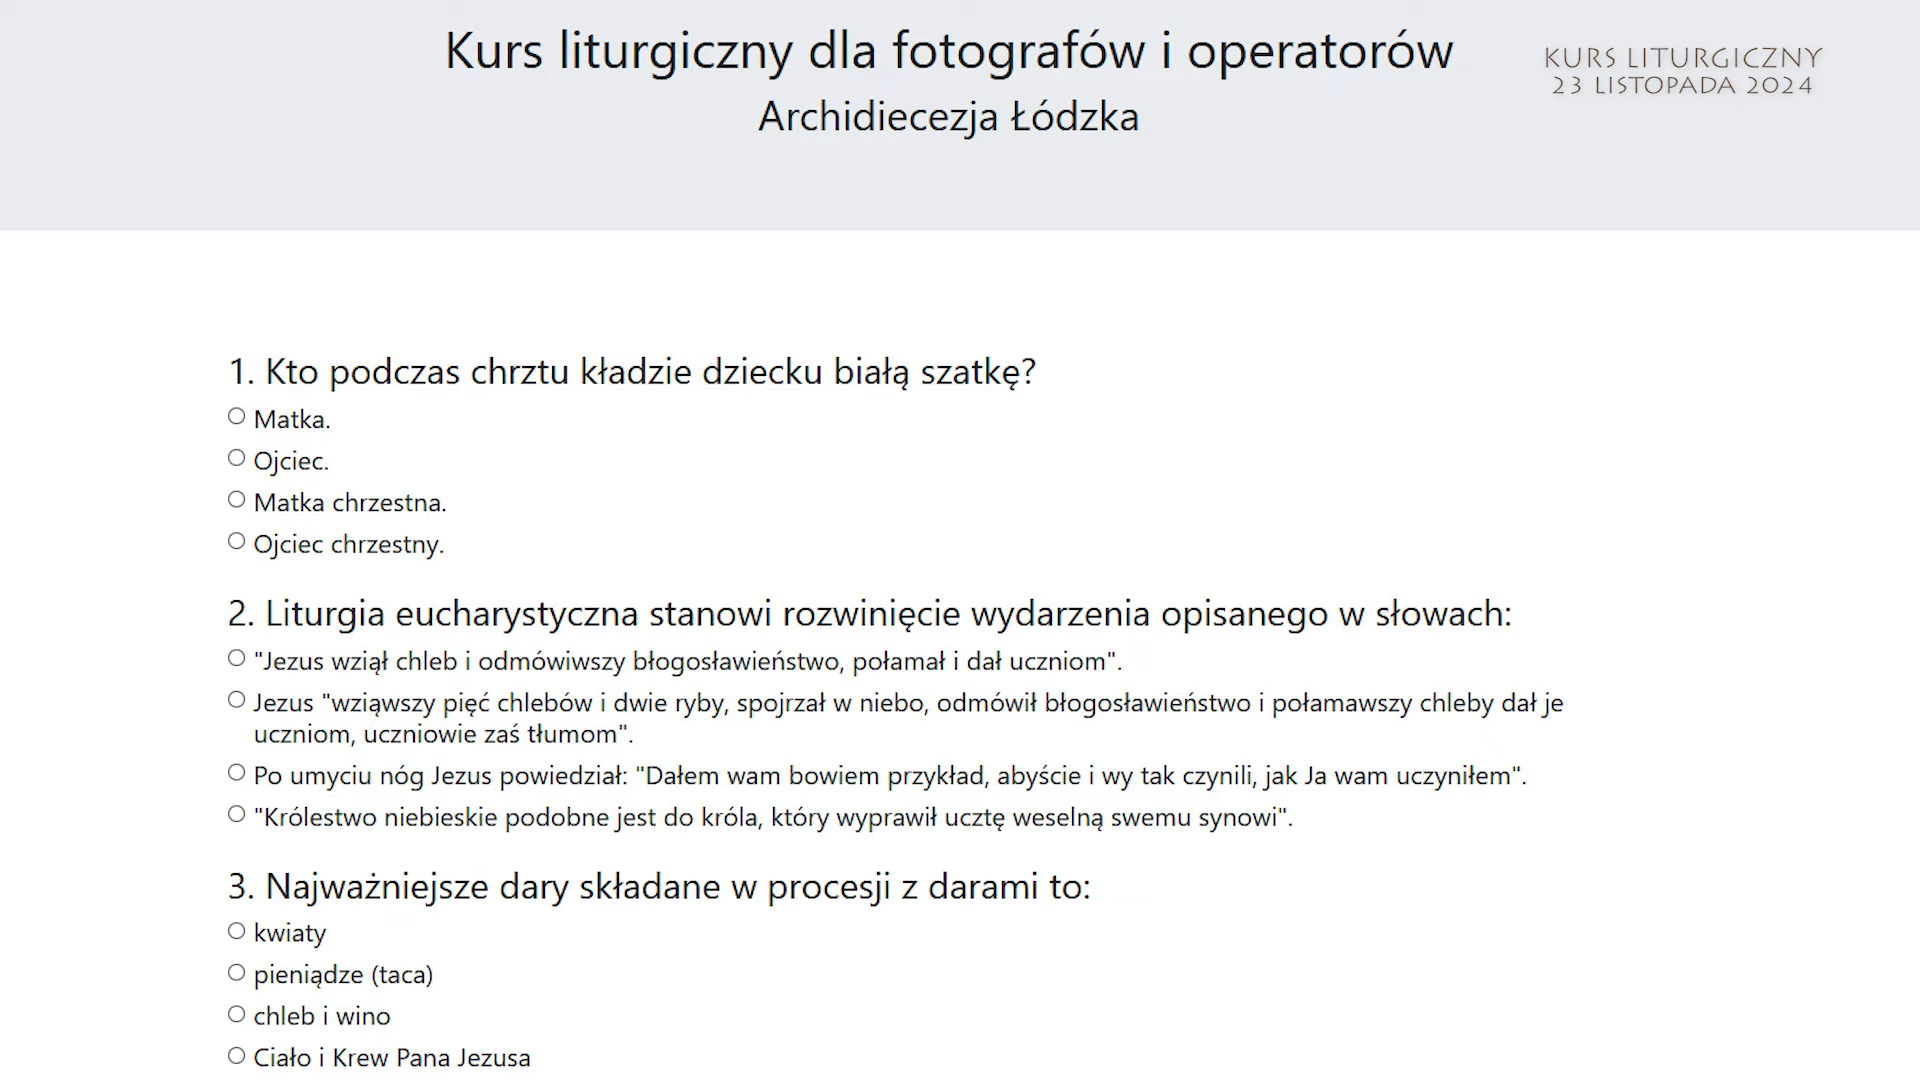 Kurs liturgiczny dla fotografów i operatorów
Archidiecezja Łódzka
KURS LITURGICZNY
23 LISTOPADA 2024
1. Kto podczas chrztu kładzie dziecku białą szatkę?
Matka.
Ojciec.
Matka chrzestna.
Ojciec chrzestny.
2. Liturgia eucharystyczna stanowi rozwinięcie wydarzenia opisanego w słowach:
"Jezus wziął chleb i odmówiwszy błogosławieństwo, połamał i dał uczniom".
Jezus "wziąwszy pięć chlebów i dwie ryby, spojrzał w niebo, odmówił błogosławieństwo i połamawszy chleby dał je
uczniom, uczniowie zaś tłumom".
Po umyciu nóg Jezus powiedział: "Dałem wam bowiem przykład, abyście i wy tak czynili, jak Ja wam uczyniłem".
"Królestwo niebieskie podobne jest do króla, który wyprawił ucztę weselną swemu synowi".
3. Najważniejsze dary składane w procesji z darami to:
kwiaty
pieniądze (taca)
chleb i wino
Ciało i Krew Pana Jezusa